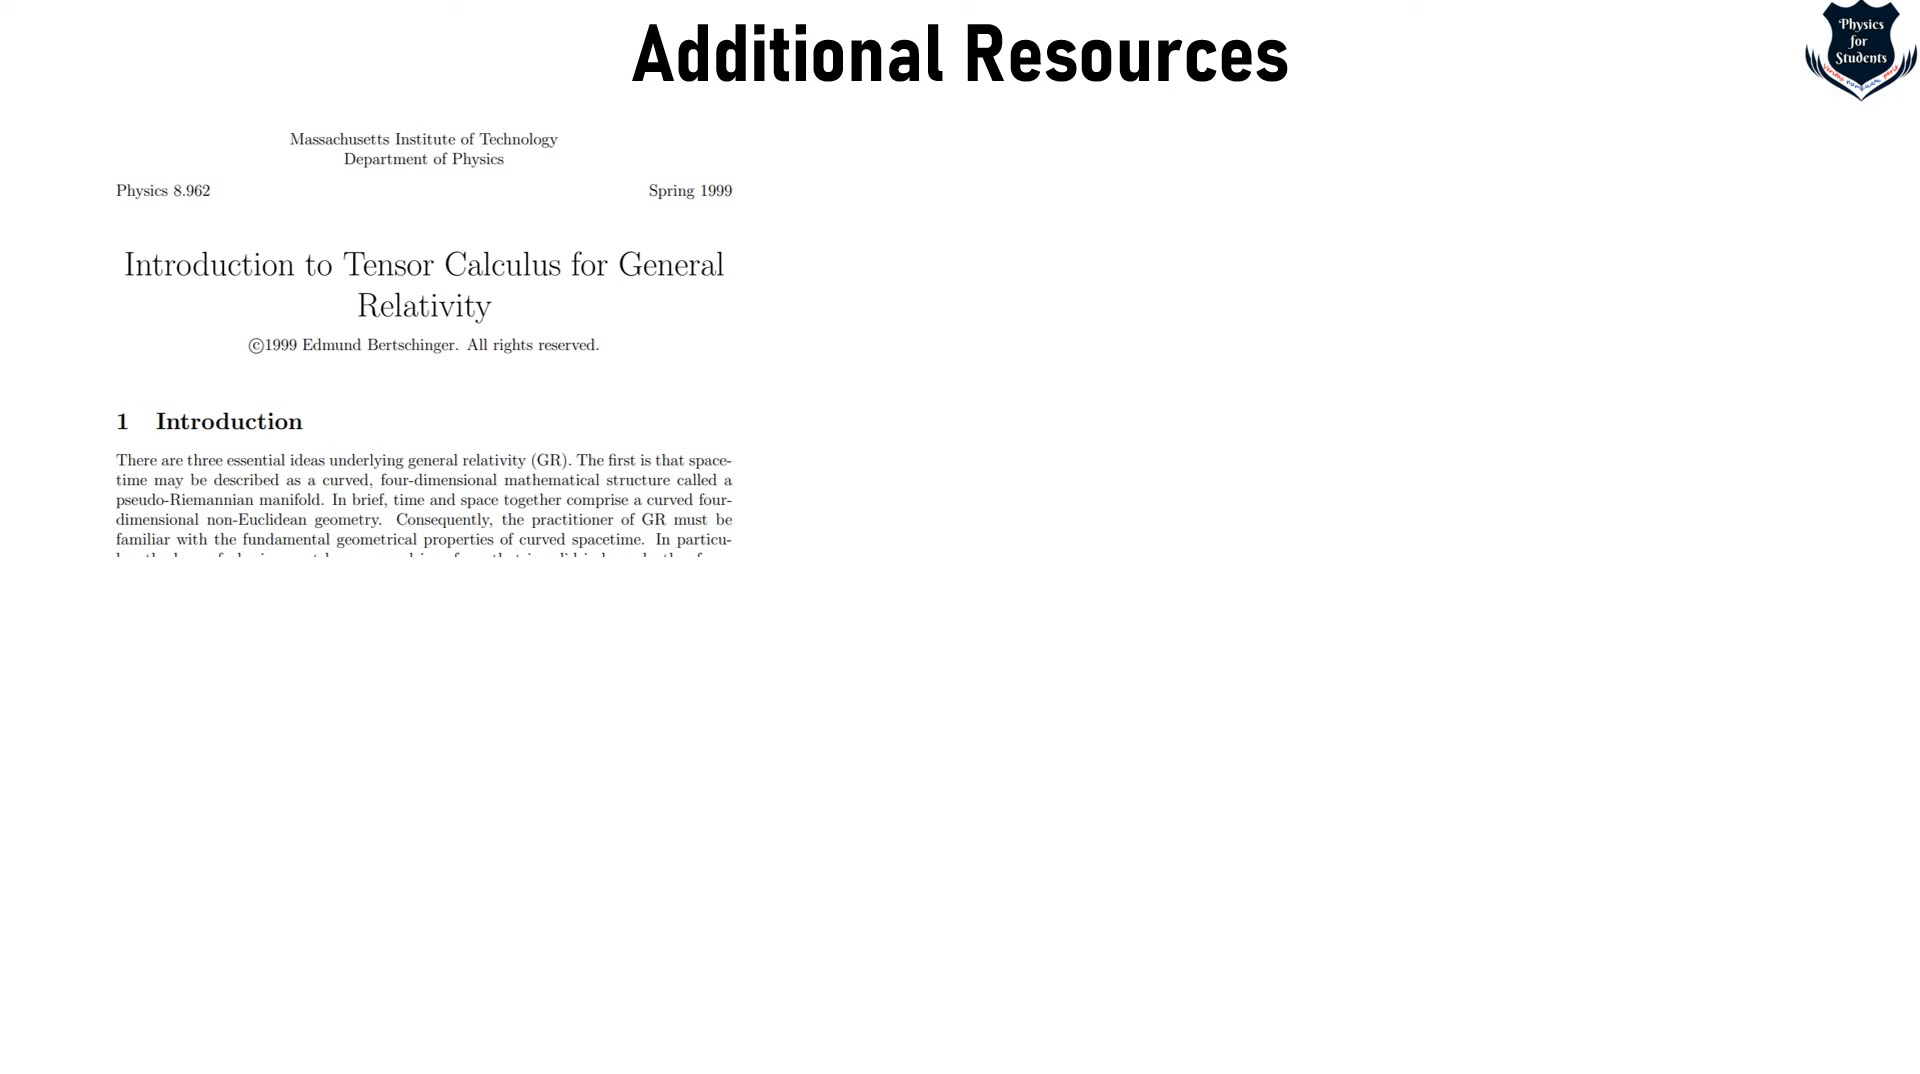 Additional Resources
Physics
for
Students
Massachusetts Institute of Technology
Department of Physics
Physics 8.962 Spring 1999
Introduction to Tensor Calculus for General
Relativity
©1999 Edmund Bertschinger. All rights reserved.
1 Introduction
There are three essential ideas underlying general relativity (GR). The first is that space-
time may be described as a curved, four-dimensional mathematical structure called a
pseudo-Riemannian manifold. In brief, time and space together comprise a curved four-
dimensional non-Euclidean geometry. Consequently, the practitioner of GR must be
familiar with the fundamental geometrical properties of curved spacetime. In particu-